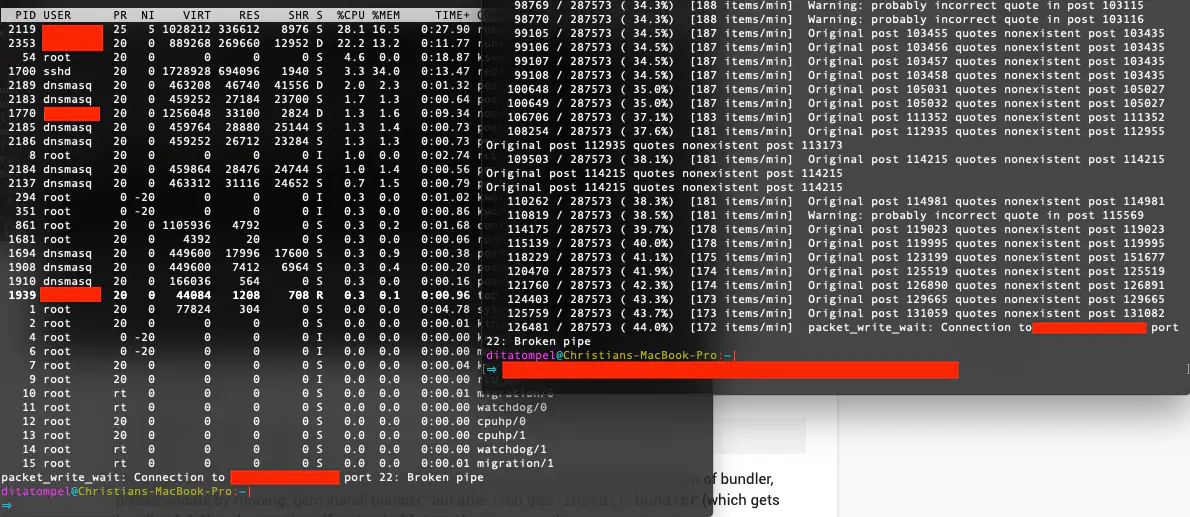 PID USER PR NI VIRT RES SHR S %CPU %MEM TIME+
2119 25 5 1028212 336612 8976 S 28.1 16.5 0:27.90
2353 20 0 889268 269660 12952 D 22.2 13.2 0:11.77
54 root 20 0 0 0 0 S 4.6 0.0 0:18.87
1700 sshd 20 0 1728928 694096 1940 S 3.3 34.0 0:13.47
2189 dnsmasq 20 0 463208 46740 41556 D 2.0 2.3 0:01.32
2183 dnsmasq 20 0 459252 27184 23700 S 1.7 1.3 0:00.64
1770 20 0 1256048 33100 2824 D 1.3 1.6 0:09.34
2185 dnsmasq 20 0 459764 28880 25144 S 1.3 1.4 0:00.73
2186 dnsmasq 20 0 459252 26712 23284 S 1.3 1.3 0:00.73
8 root 20 0 0 0 0 I 1.0 0.0 0:02.74
2184 dnsmasq 20 0 459864 28476 24744 S 1.0 1.4 0:00.56
2137 dnsmasq 20 0 463312 31116 24652 S 0.7 1.5 0:00.79
294 root 0 -20 0 0 0 I 0.3 0.0 0:01.02
351 root 0 -20 0 0 0 I 0.3 0.0 0:00.86
861 root 20 0 1105936 4792 0 S 0.3 0.2 0:01.68
1681 root 20 0 4392 20 0 S 0.3 0.0 0:00.06
1694 dnsmasq 20 0 449600 17996 17600 S 0.3 0.9 0:00.38
1908 dnsmasq 20 0 449600 7412 6964 S 0.3 0.4 0:00.20
1910 dnsmasq 20 0 166036 564 0 S 0.3 0.0 0:00.16
1939 20 0 44084 1208 708 R 0.3 0.1 0:00.96 top
1 root 20 0 77824 304 0 S 0.0 0.0 0:04.78
2 root 20 0 0 0 0 S 0.0 0.0 0:00.01
4 root 0 -20 0 0 0 I 0.0 0.0 0:00.00
6 root 0 -20 0 0 0 I 0.0 0.0 0:00.00
7 root 20 0 0 0 0 S 0.0 0.0 0:00.04
9 root 20 0 0 0 0 I 0.0 0.0 0:00.00
10 root rt 0 0 0 0 S 0.0 0.0 0:00.01 migration/0
11 root rt 0 0 0 0 S 0.0 0.0 0:00.00 watchdog/0
12 root 20 0 0 0 0 S 0.0 0.0 0:00.00 cpuhp/0
13 root 20 0 0 0 0 S 0.0 0.0 0:00.00 cpuhp/1
14 root rt 0 0 0 0 S 0.0 0.0 0:00.00 watchdog/1
15 root rt 0 0 0 0 S 0.0 0.0 0:00.01 migration/1
packet_write_wait: Connection to port 22: Broken pipe
ditatompel@Christians-MacBook-Pro:~|
⇒
98769 / 287573 ( 34.3%) [188 items/min] Warning: probably incorrect quote in post 103115
98770 / 287573 ( 34.3%) [188 items/min] Warning: probably incorrect quote in post 103116
99105 / 287573 ( 34.5%) [187 items/min] Original post 103455 quotes nonexistent post 103435
99106 / 287573 ( 34.5%) [187 items/min] Original post 103456 quotes nonexistent post 103435
99107 / 287573 ( 34.5%) [187 items/min] Original post 103457 quotes nonexistent post 103435
99108 / 287573 ( 34.5%) [187 items/min] Original post 103458 quotes nonexistent post 103435
100648 / 287573 ( 35.0%) [187 items/min] Original post 105031 quotes nonexistent post 105027
100649 / 287573 ( 35.0%) [187 items/min] Original post 105032 quotes nonexistent post 105027
106706 / 287573 ( 37.1%) [183 items/min] Original post 111352 quotes nonexistent post 111352
108254 / 287573 ( 37.6%) [181 items/min] Original post 112935 quotes nonexistent post 112955
Original post 112935 quotes nonexistent post 113173
109503 / 287573 ( 38.1%) [181 items/min] Original post 114215 quotes nonexistent post 114215
Original post 114215 quotes nonexistent post 114215
Original post 114215 quotes nonexistent post 114215
110262 / 287573 ( 38.3%) [181 items/min] Original post 114981 quotes nonexistent post 114981
110819 / 287573 ( 38.5%) [181 items/min] Warning: probably incorrect quote in post 115569
114175 / 287573 ( 39.7%) [178 items/min] Original post 119023 quotes nonexistent post 119023
115139 / 287573 ( 40.0%) [178 items/min] Original post 119995 quotes nonexistent post 119995
118229 / 287573 ( 41.1%) [175 items/min] Original post 123199 quotes nonexistent post 151677
120470 / 287573 ( 41.9%) [174 items/min] Original post 125519 quotes nonexistent post 125519
121760 / 287573 ( 42.3%) [174 items/min] Original post 126890 quotes nonexistent post 126891
124403 / 287573 ( 43.3%) [173 items/min] Original post 129665 quotes nonexistent post 129665
125759 / 287573 ( 43.7%) [173 items/min] Original post 131059 quotes nonexistent post 131082
126481 / 287573 ( 44.0%) [172 items/min] packet_write_wait: Connection to port
22: Broken pipe
ditatompel@Christians-MacBook-Pro:~|
[⇒ ]
n of bundler,
please update by running `gem install bundler` but after I run gem install bundler (which gets